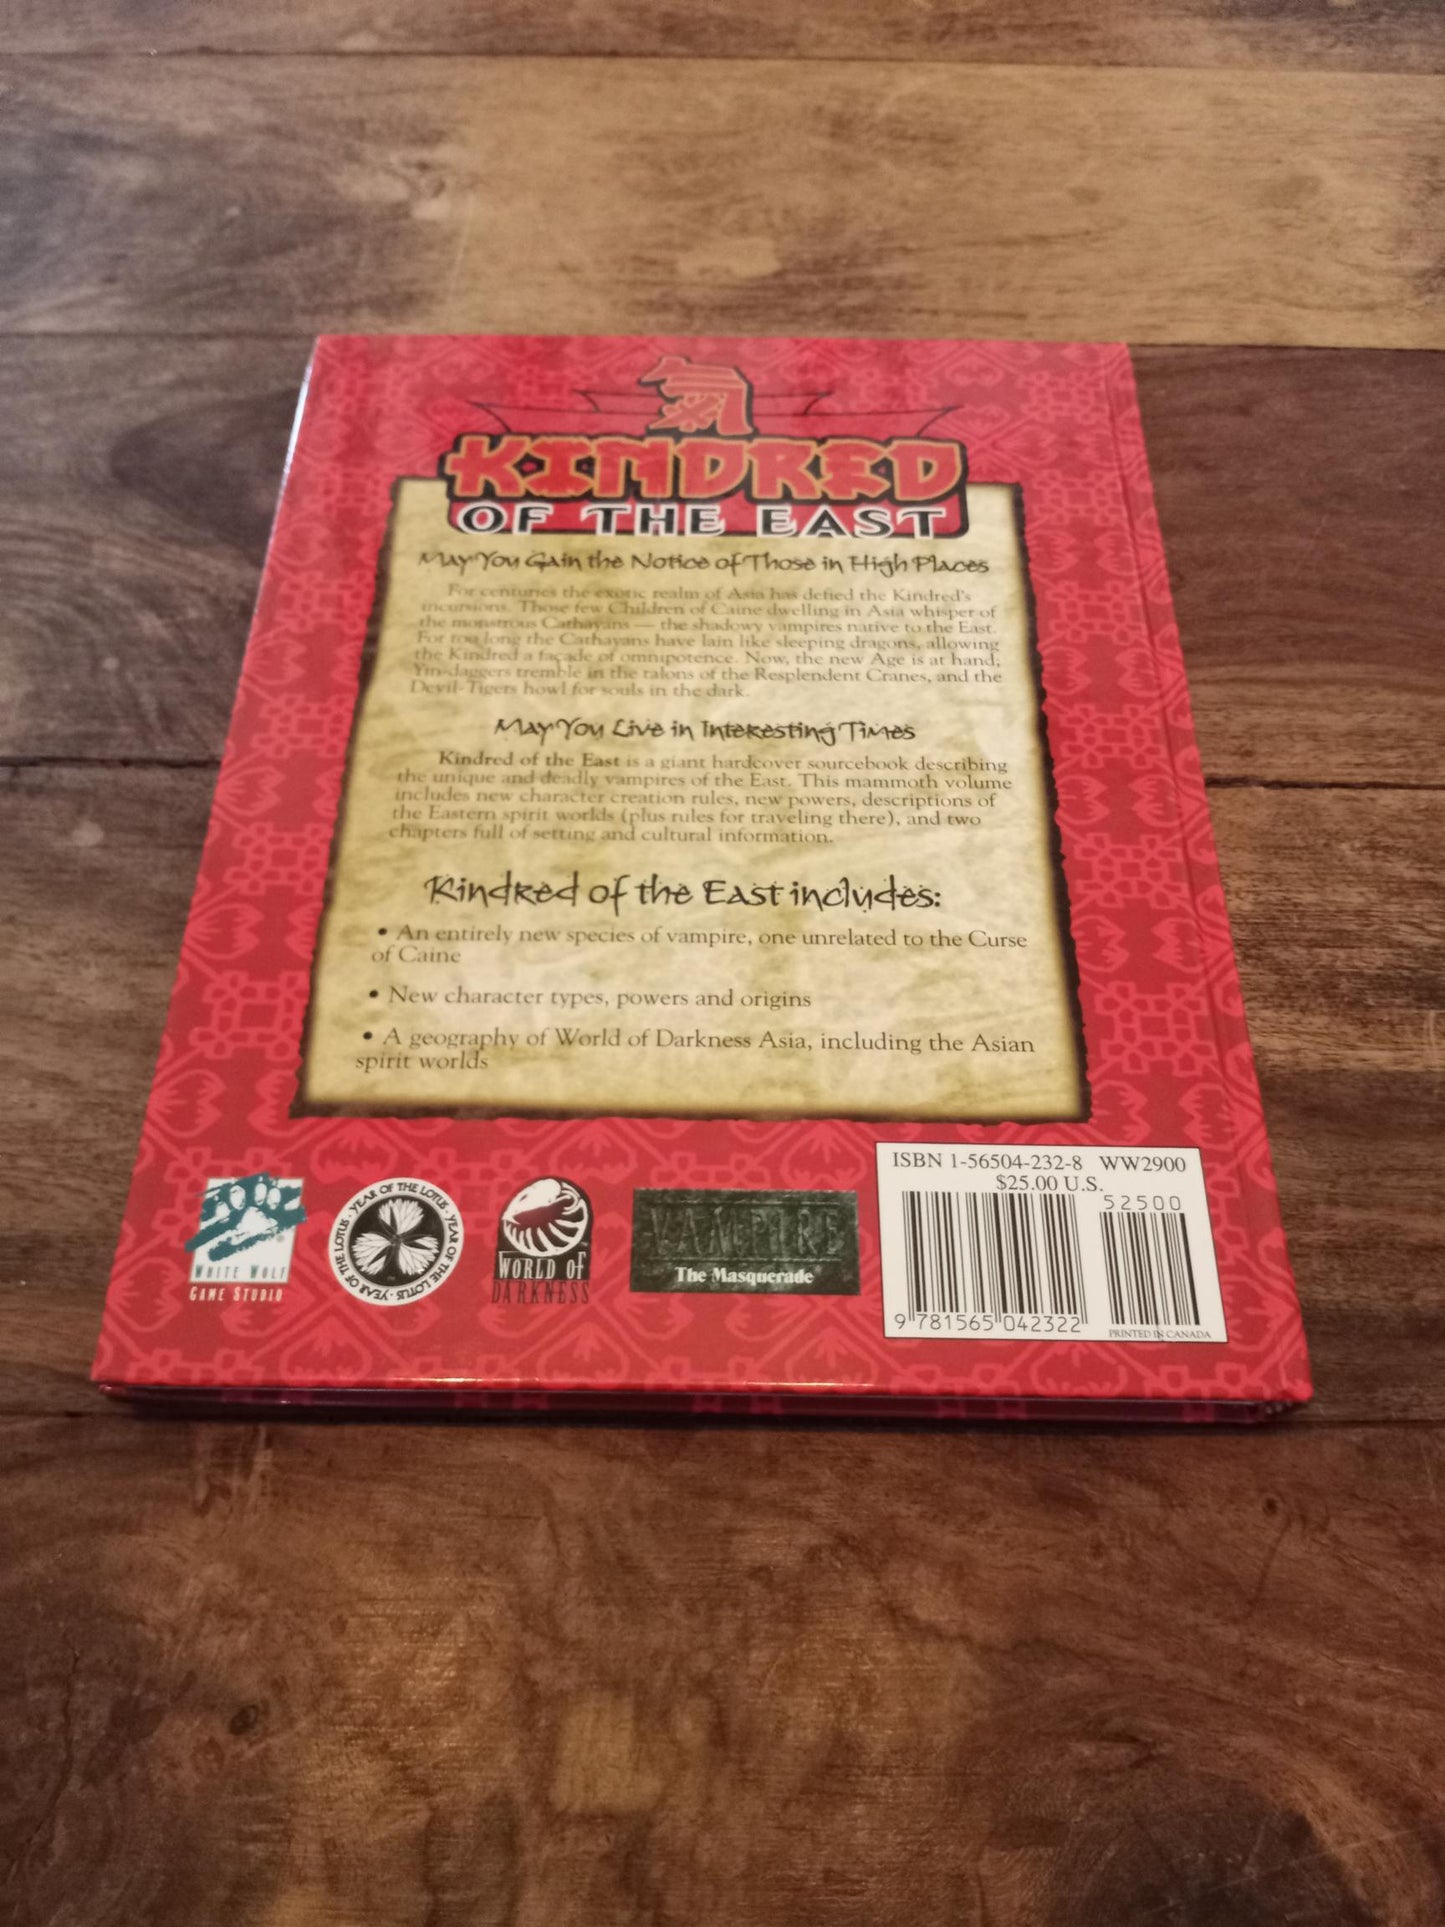 KINDRED
OF THE EAST
May You Gain the Notice of Those in High Places
For centuries the exotic realm of Asia has defied the Kindred's
incursions. Those few Children of Caine dwelling in Asia whisper of
the monstrous Cathayans — the shadowy vampires native to the East.
For too long the Cathayans have lain like sleeping dragons, allowing
the Kindred a façade of omnipotence. Now, the new Age is at hand;
Yin-daggers tremble in the talons of the Resplendent Cranes, and the
Devil-Tigers howl for souls in the dark.
May You Live in Interesting Times
Kindred of the East is a giant hardcover sourcebook describing
the unique and deadly vampires of the East. This mammoth volume
includes new character creation rules, new powers, descriptions of
the Eastern spirit worlds (plus rules for traveling there), and two
chapters full of setting and cultural information.
Kindred of the East includes:
• An entirely new species of vampire, one unrelated to the Curse
of Caine
• New character types, powers and origins
• A geography of World of Darkness Asia, including the Asian
spirit worlds
WHITE WOLF
GAME STUDIO
YEAR OF THE LOTUS · YEAR OF THE LOTUS · YEAR OF THE LOTUS ·
WORLD OF
DARKNESS
VAMPIRE
The Masquerade®
ISBN 1-56504-232-8 WW2900
$25.00 U.S.
52500
9 781565 042322
PRINTED IN CANADA